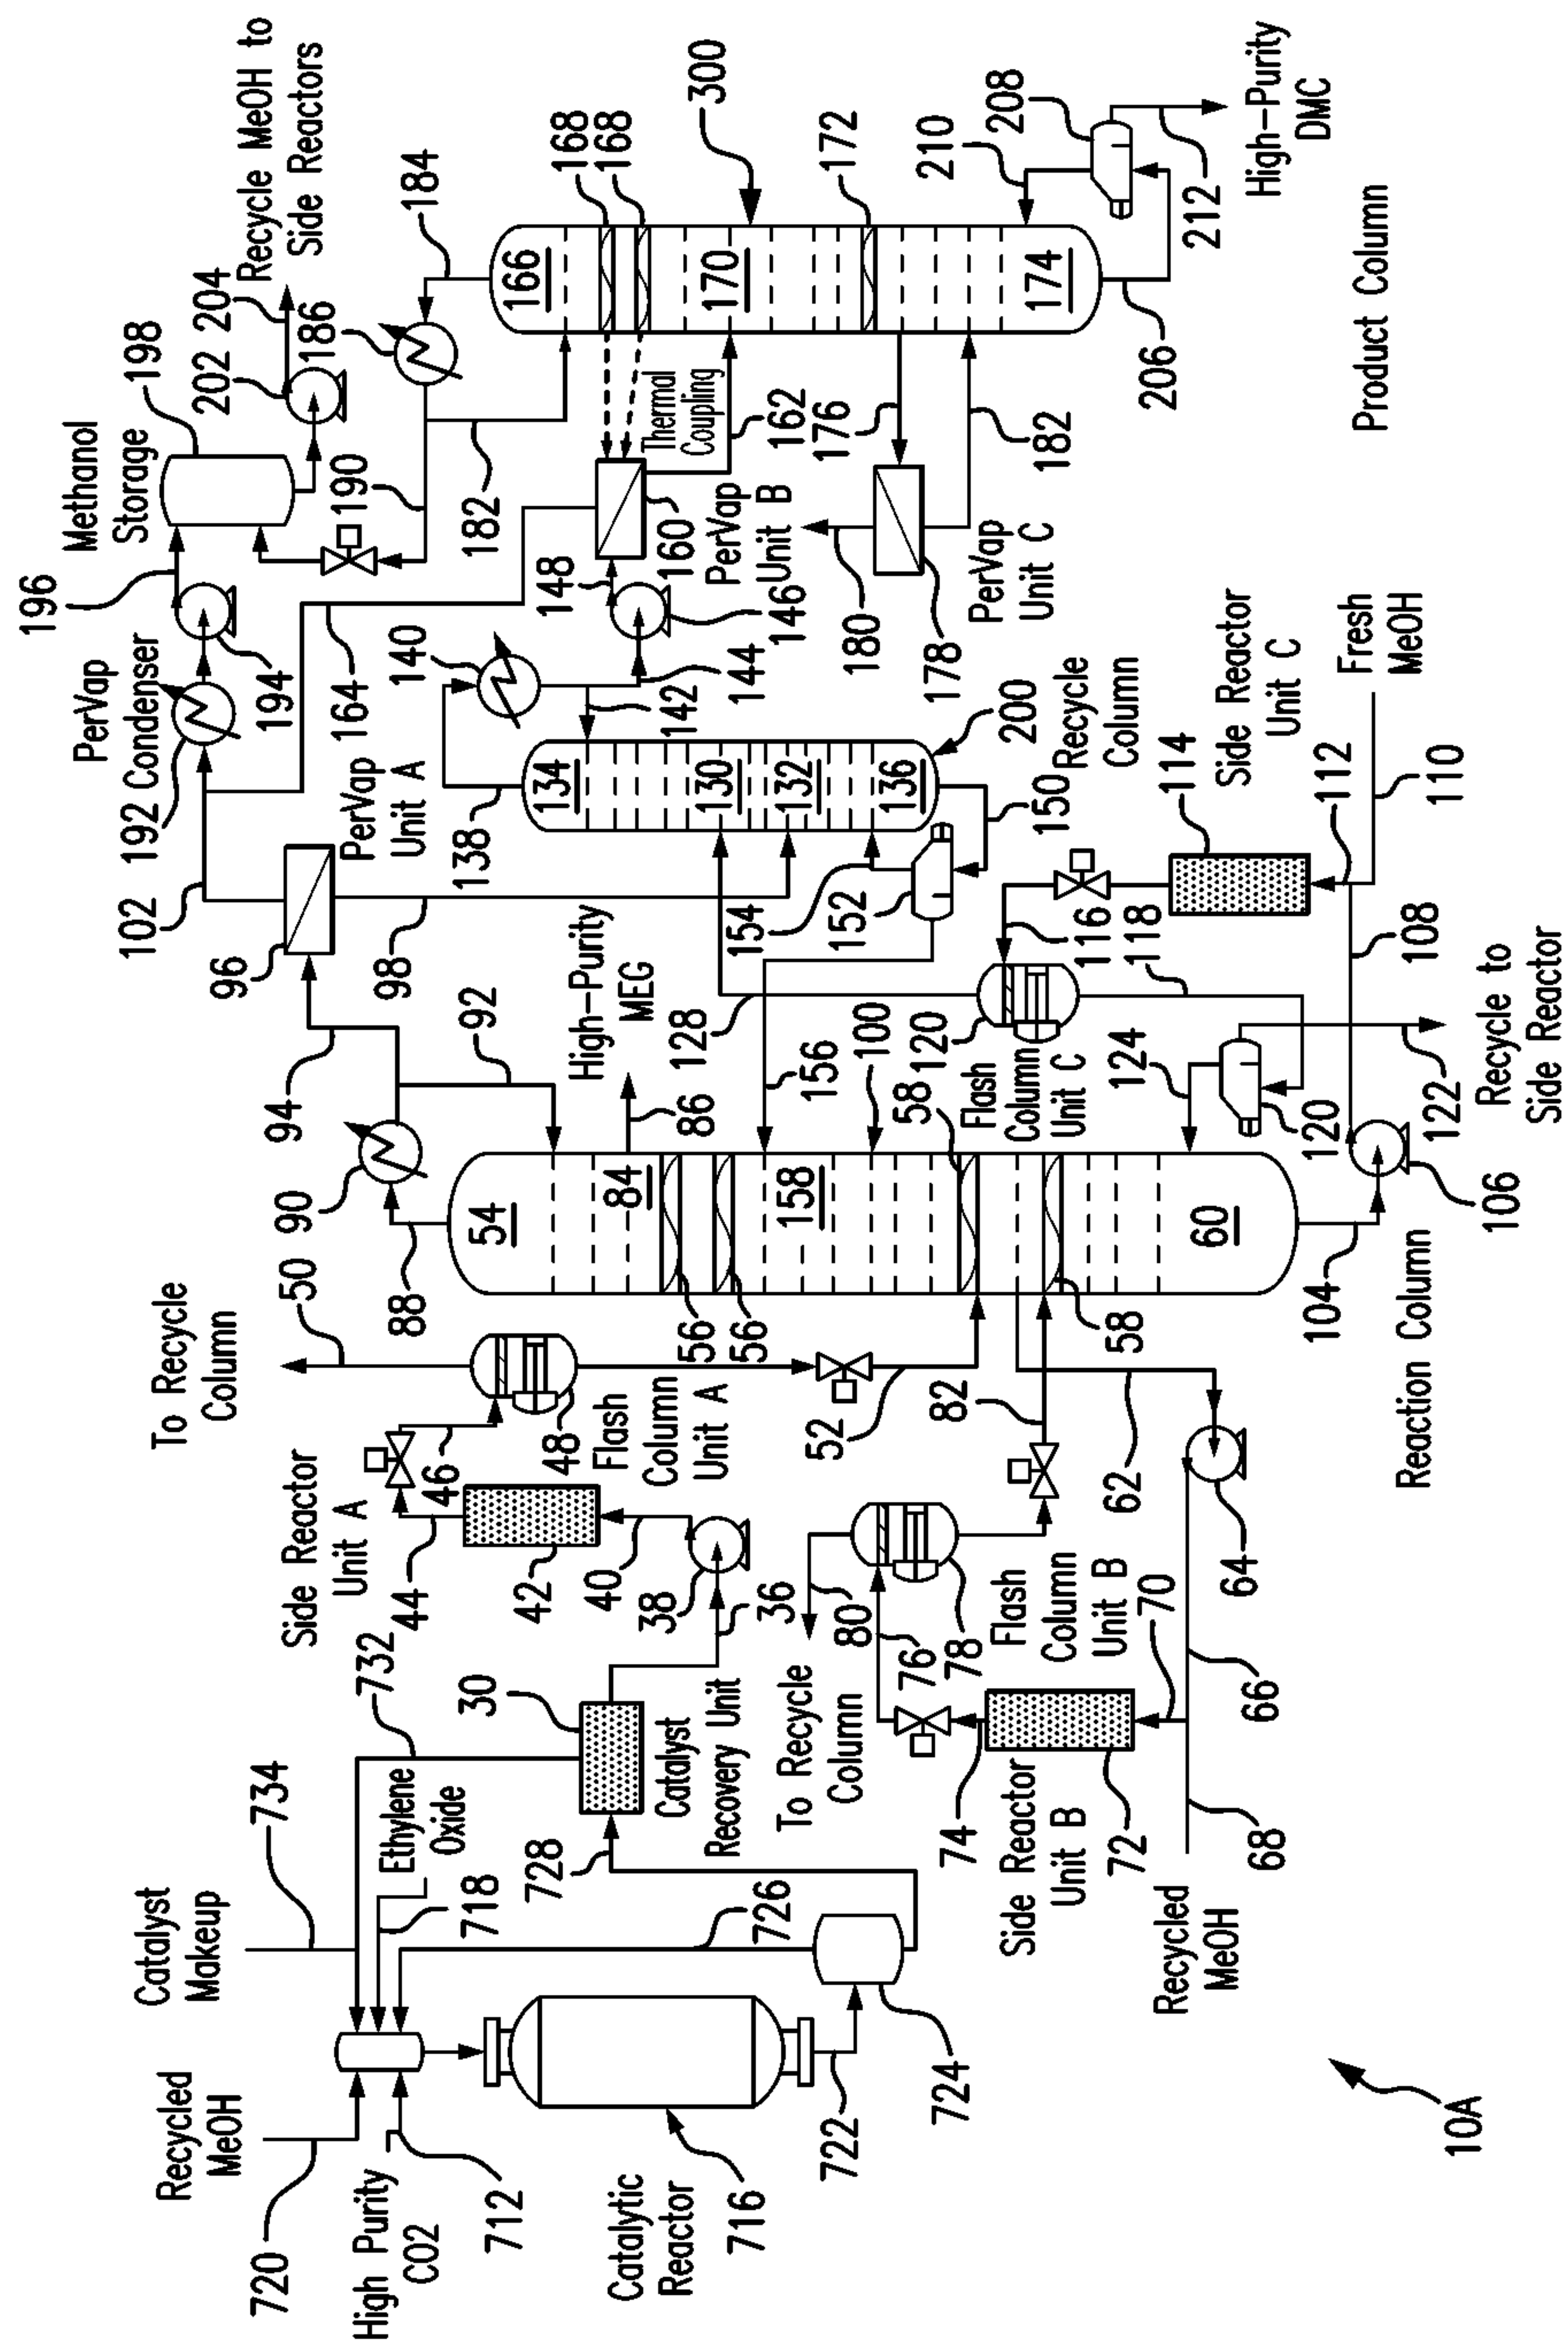 Recycled
MeOH
720
High Purity
CO2
712
Catalyst
Makeup
734
732
Ethylene
Oxide
718
726
728
Catalytic
Reactor
716
722
724
30
Catalyst
Recovery Unit
36
38
40
42
Side Reactor
Unit A
44
46
48
Flash
Column
Unit A
To Recycle
Column
50
52
Recycled
MeOH
68
66
70
72
Side Reactor
Unit B
74
76
78
Flash
Column
Unit B
80
To Recycle
Column
82
62
64
54
84
56
56
158
58
58
60
100
88
90
92
94
86
High-Purity
MEG
104
Reaction Column
106
108
110
112
Fresh
MeOH
114
Side Reactor
Unit C
116
118
120
Flash
Column
Unit C
120
122
124
Recycle to
Side Reactor
128
156
96
98
102
PerVap
Unit A
134
130
132
136
138
140
142
144
146
148
150
152
154
200
Recycle
Column
PerVap
Condenser
192
194
196
164
Methanol
Storage
198
202
204
Recycle MeOH to
Side Reactors
186
184
190
182
160
PerVap
Unit B
Thermal
Coupling
162
176
178
PerVap
Unit C
180
182
166
168
168
170
172
174
300
206
208
210
212
High-Purity
DMC
Product Column
10A